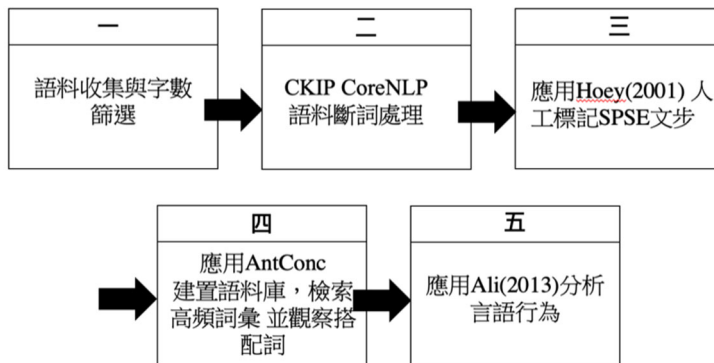 一
語料收集與字數
篩選
二
CKIP CoreNLP
語料斷詞處理
三
應用Hoey(2001) 人
工標記SPSE文步
四
應用AntConc
建置語料庫，檢索
高頻詞彙 並觀察搭
配詞
五
應用Ali(2013)分析
言語行為